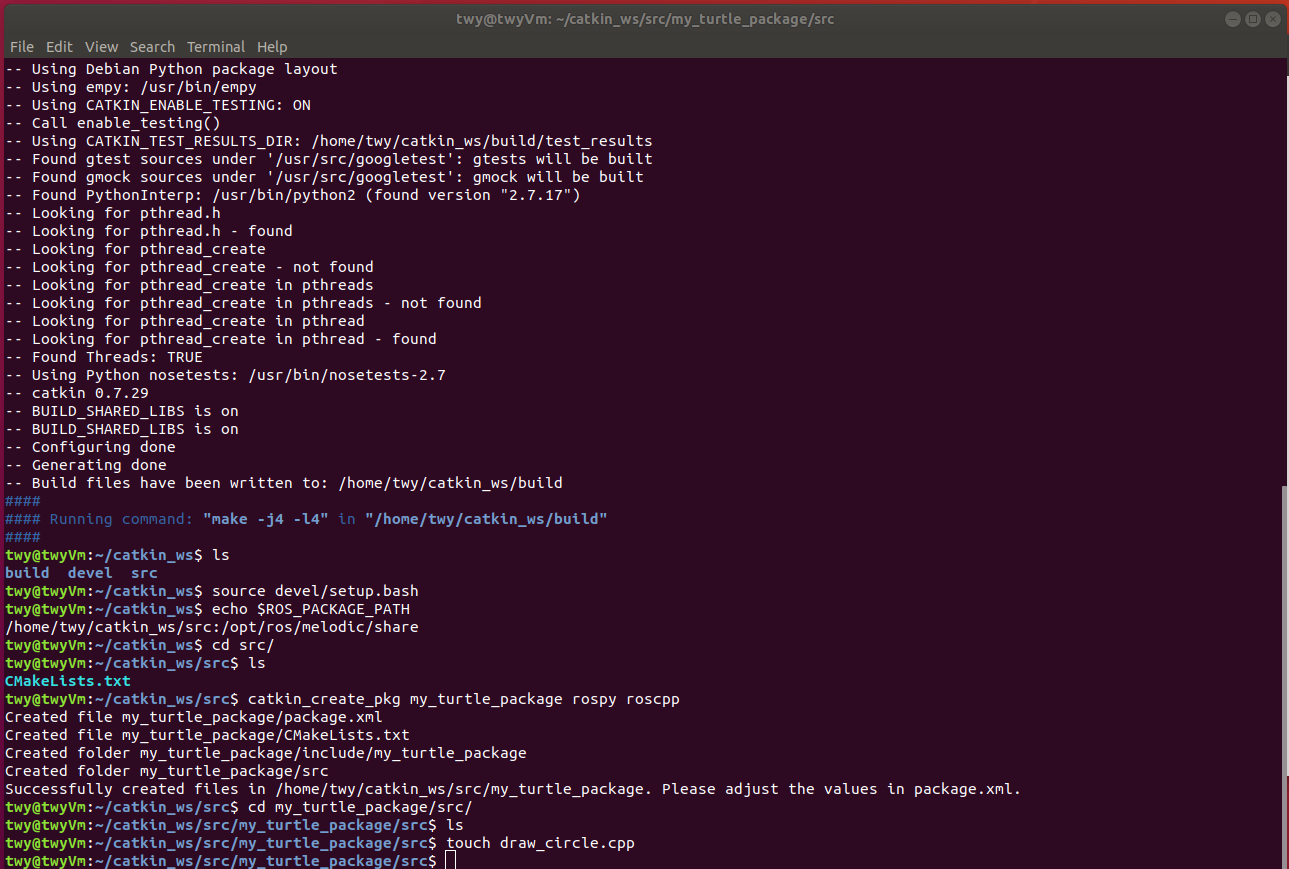 twy@twyVm: ~/catkin_ws/src/my_turtle_package/src
File Edit View Search Terminal Help
-- Using Debian Python package layout
-- Using empy: /usr/bin/empy
-- Using CATKIN_ENABLE_TESTING: ON
-- Call enable_testing()
-- Using CATKIN_TEST_RESULTS_DIR: /home/twy/catkin_ws/build/test_results
-- Found gtest sources under '/usr/src/googletest': gtests will be built
-- Found gmock sources under '/usr/src/googletest': gmock will be built
-- Found PythonInterp: /usr/bin/python2 (found version "2.7.17")
-- Looking for pthread.h
-- Looking for pthread.h - found
-- Looking for pthread_create
-- Looking for pthread_create - not found
-- Looking for pthread_create in pthreads
-- Looking for pthread_create in pthreads - not found
-- Looking for pthread_create in pthread
-- Looking for pthread_create in pthread - found
-- Found Threads: TRUE
-- Using Python nosetests: /usr/bin/nosetests-2.7
-- catkin 0.7.29
-- BUILD_SHARED_LIBS is on
-- BUILD_SHARED_LIBS is on
-- Configuring done
-- Generating done
-- Build files have been written to: /home/twy/catkin_ws/build
####
#### Running command: "make -j4 -l4" in "/home/twy/catkin_ws/build"
####
twy@twyVm:~/catkin_ws$ ls
build  devel  src
twy@twyVm:~/catkin_ws$ source devel/setup.bash
twy@twyVm:~/catkin_ws$ echo $ROS_PACKAGE_PATH
/home/twy/catkin_ws/src:/opt/ros/melodic/share
twy@twyVm:~/catkin_ws$ cd src/
twy@twyVm:~/catkin_ws/src$ ls
CMakeLists.txt
twy@twyVm:~/catkin_ws/src$ catkin_create_pkg my_turtle_package rospy roscpp
Created file my_turtle_package/package.xml
Created file my_turtle_package/CMakeLists.txt
Created folder my_turtle_package/include/my_turtle_package
Created folder my_turtle_package/src
Successfully created files in /home/twy/catkin_ws/src/my_turtle_package. Please adjust the values in package.xml.
twy@twyVm:~/catkin_ws/src$ cd my_turtle_package/src/
twy@twyVm:~/catkin_ws/src/my_turtle_package/src$ ls
twy@twyVm:~/catkin_ws/src/my_turtle_package/src$ touch draw_circle.cpp
twy@twyVm:~/catkin_ws/src/my_turtle_package/src$